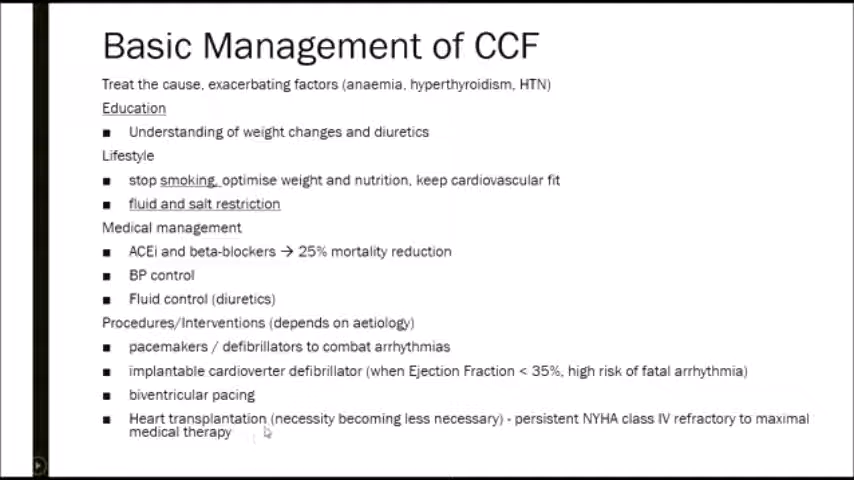 Basic Management of CCF
Treat the cause, exacerbating factors (anaemia, hyperthyroidism, HTN)
Education
■ Understanding of weight changes and diuretics
Lifestyle
■ stop smoking, optimise weight and nutrition, keep cardiovascular fit
■ fluid and salt restriction
Medical management
■ ACEi and beta-blockers → 25% mortality reduction
■ BP control
■ Fluid control (diuretics)
Procedures/Interventions (depends on aetiology)
■ pacemakers / defibrillators to combat arrhythmias
■ implantable cardioverter defibrillator (when Ejection Fraction < 35%, high risk of fatal arrhythmia)
■ biventricular pacing
■ Heart transplantation (necessity becoming less necessary) - persistent NYHA class IV refractory to maximal
medical therapy